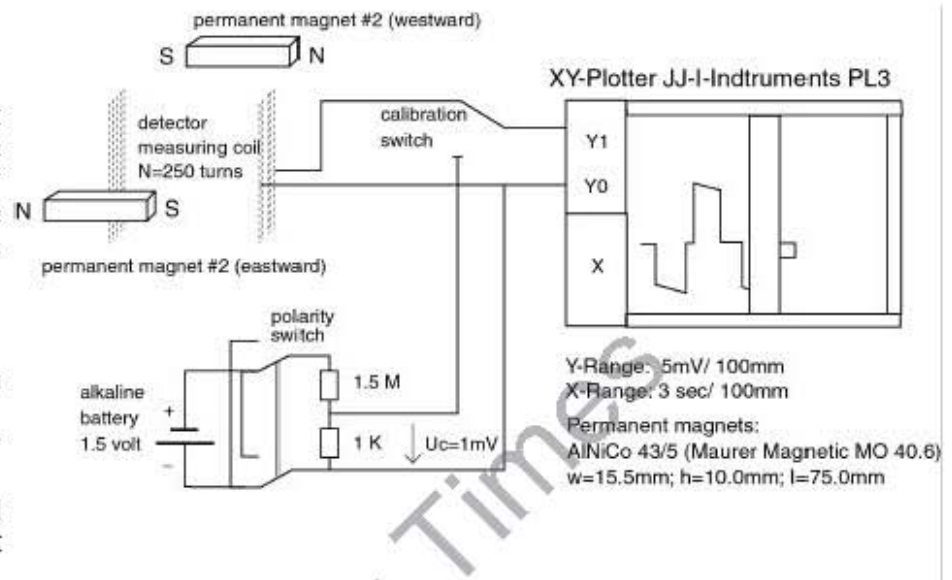 permanent magnet #2 (westward)
S N
XY-Plotter JJ-I-Indtruments PL3
detector
measuring coil
N=250 turns
calibration
switch
Y1
Y0
X
N S
permanent magnet #2 (eastward)
polarity
switch
alkaline
battery
1.5 volt
+
−
1.5 M
1 K
Uc=1mV
Y-Range: 5mV/ 100mm
X-Range: 3 sec/ 100mm
Permanent magnets:
AlNiCo 43/5 (Maurer Magnetic MO 40.6)
w=15.5mm; h=10.0mm; l=75.0mm
Times